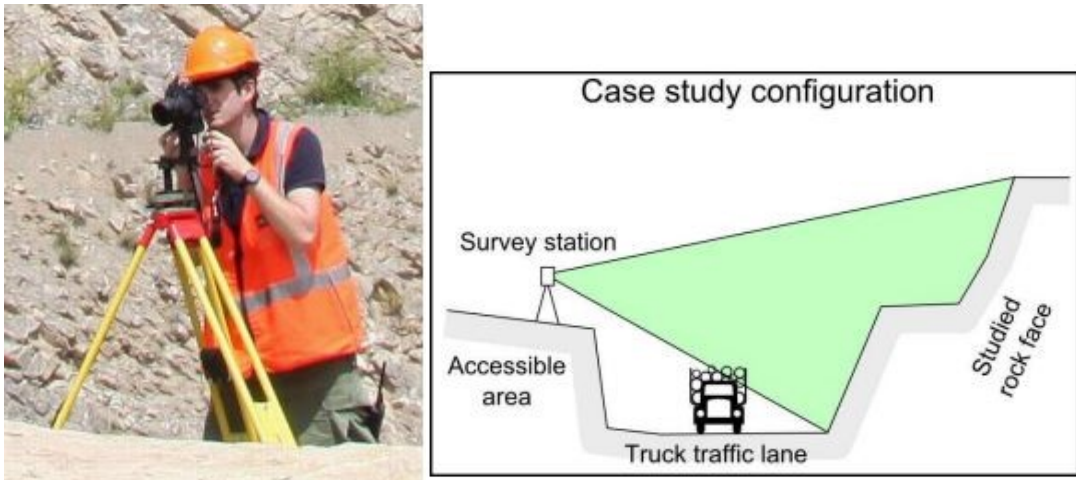 Case study configuration
Survey station
Accessible
area
Studied
rock face
Truck traffic lane